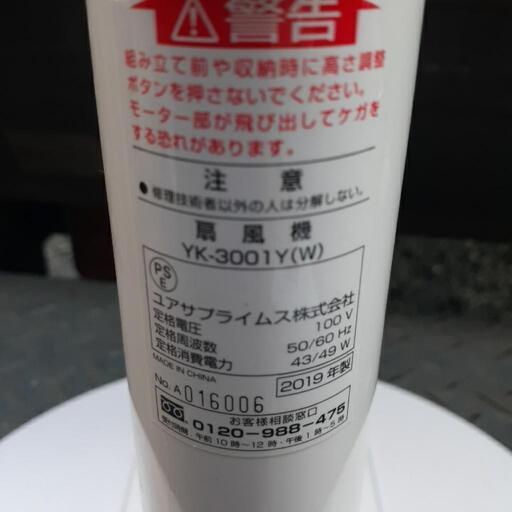 警告
組み立て前や収納時に高さ調整
ボタンを押さないでください。
モーター部が飛び出してケガを
する恐れがあります。
注意
● 修理技術者以外の人は分解しない。
扇風機
YK-3001Y(W)
PS
E
ユアサプライムス株式会社
定格電圧 100 V
定格周波数 50/60 Hz
定格消費電力 43/49 W
MADE IN CHINA
2019年製
No. A016006
お客様相談窓口
0120-988-475
受付時間:午前10時〜12時・午後1時〜5時